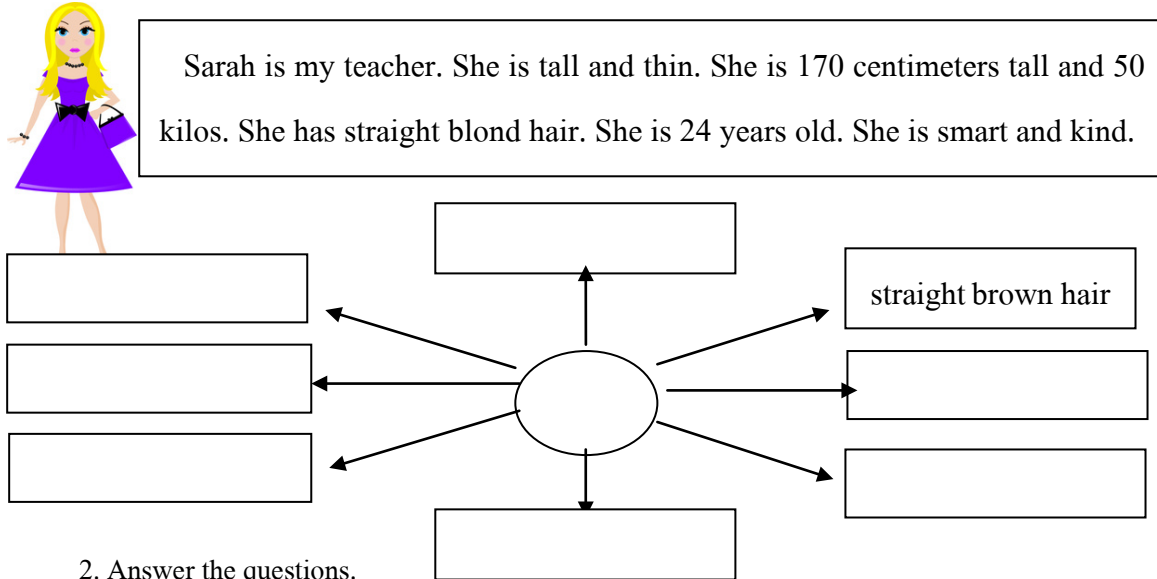 Sarah is my teacher. She is tall and thin. She is 170 centimeters tall and 50
kilos. She has straight blond hair. She is 24 years old. She is smart and kind.
straight brown hair
2. Answer the questions.